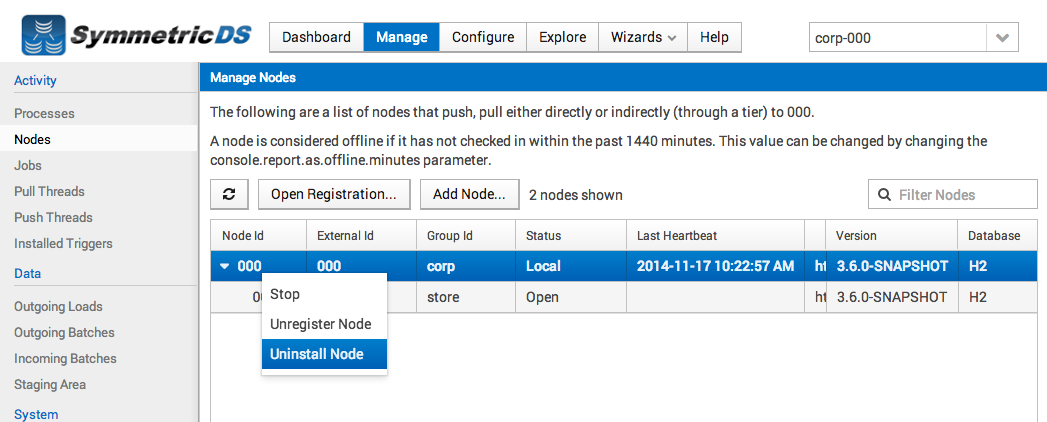 SymmetricDS
Dashboard Manage Configure Explore Wizards Help
corp-000
Activity
Processes
Nodes
Jobs
Pull Threads
Push Threads
Installed Triggers
Data
Outgoing Loads
Outgoing Batches
Incoming Batches
Staging Area
System
Manage Nodes
The following are a list of nodes that push, pull either directly or indirectly (through a tier) to 000.
A node is considered offline if it has not checked in within the past 1440 minutes. This value can be changed by changing the
console.report.as.offline.minutes parameter.
Open Registration... Add Node... 2 nodes shown Filter Nodes
Node Id External Id Group Id Status Last Heartbeat Version Database
000 000 corp Local 2014-11-17 10:22:57 AM ht 3.6.0-SNAPSHOT H2
store Open ht 3.6.0-SNAPSHOT H2
Stop
Unregister Node
Uninstall Node